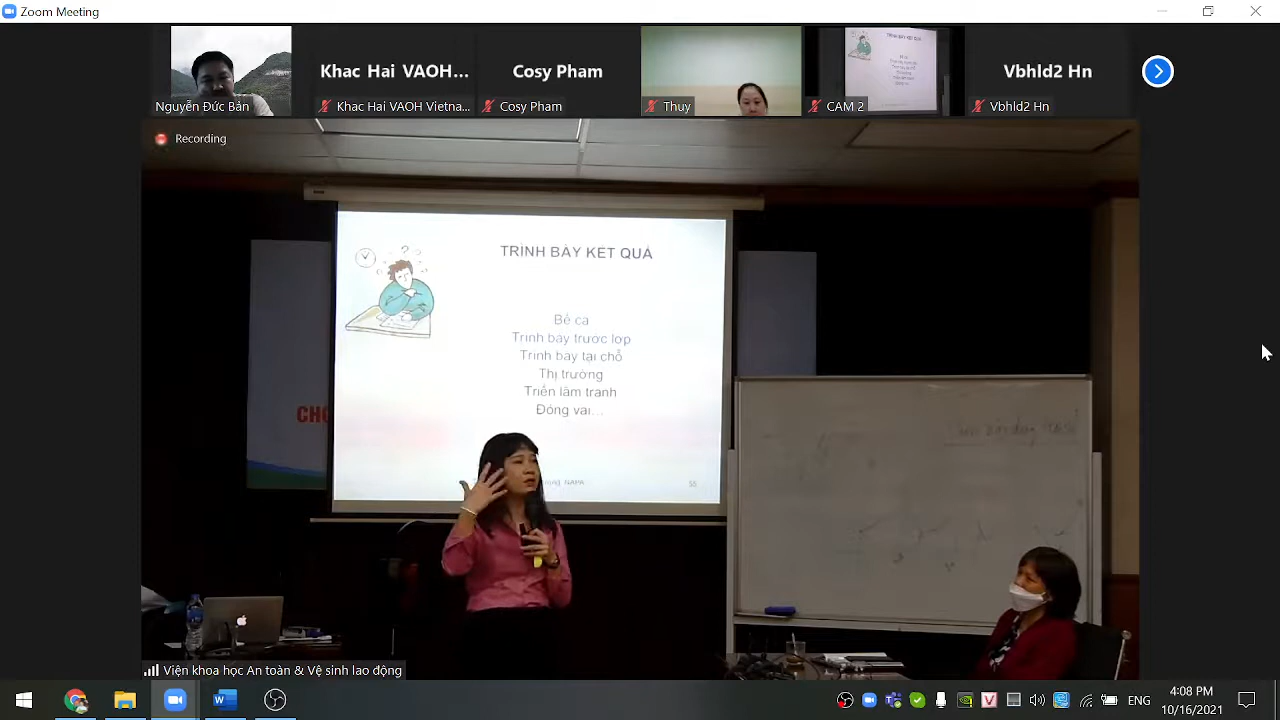 Zoom Meeting
Nguyễn Đức Bản
Khac Hai VAOH...
Khac Hai VAOH Vietna...
Cosy Pham
Cosy Pham
Thuy
CAM 2
Vbhld2 Hn
Vbhld2 Hn
Recording
TRÌNH BÀY KẾT QUẢ
Bể cá
Trình bày trước lớp
Trình bày tại chỗ
Thị trường
Triển lãm tranh
Đóng vai...
NAPA
55
Viện khoa học An toàn & Vệ sinh lao động
ENG
4:08 PM
10/16/2021